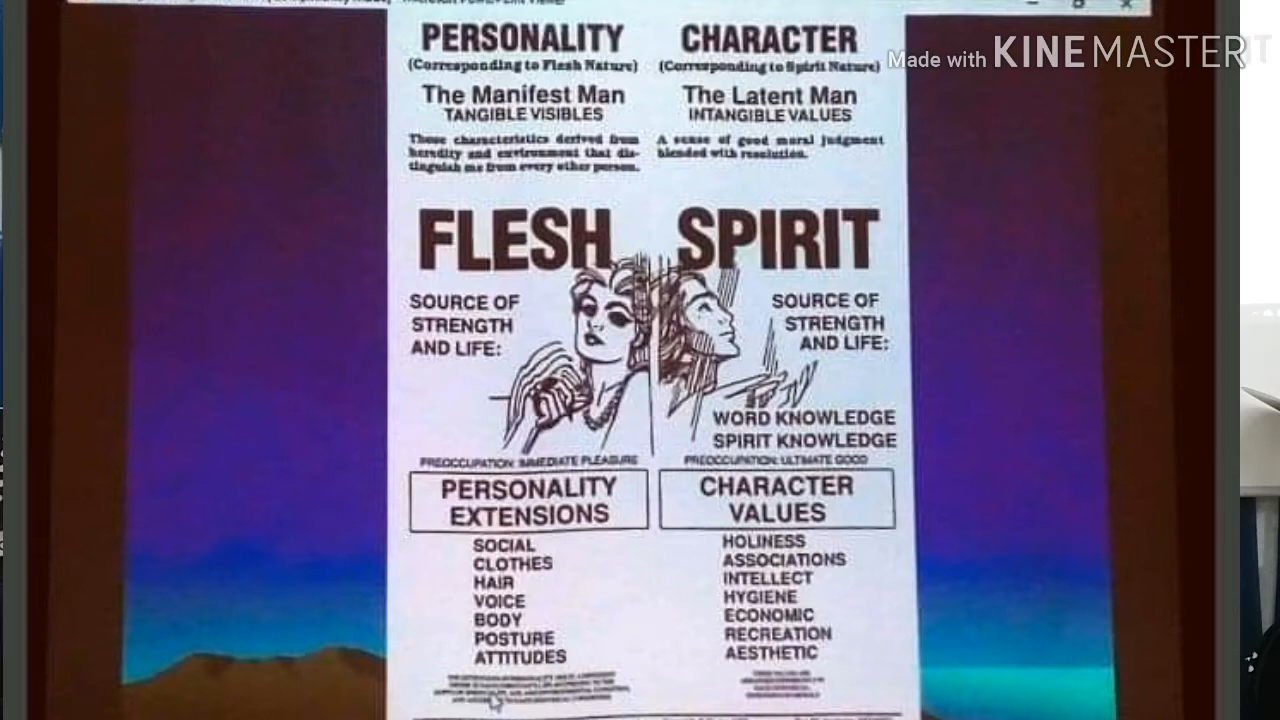 PERSONALITY
(Corresponding to Flesh Nature)
The Manifest Man
TANGIBLE VISIBLES
Those characteristics derived from
heredity and environment that dis-
tinguish me from every other person.
CHARACTER
(Corresponding to Spirit Nature)
The Latent Man
INTANGIBLE VALUES
A sense of good moral judgment
blended with resolution.
Made with KINEMASTER
FLESH
SOURCE OF
STRENGTH
AND LIFE:
PREOCCUPATION: IMMEDIATE PLEASURE
PERSONALITY
EXTENSIONS
SOCIAL
CLOTHES
HAIR
VOICE
BODY
POSTURE
ATTITUDES
SPIRIT
SOURCE OF
STRENGTH
AND LIFE:
WORD KNOWLEDGE
SPIRIT KNOWLEDGE
PREOCCUPATION: ULTIMATE GOOD
CHARACTER
VALUES
HOLINESS
ASSOCIATIONS
INTELLECT
HYGIENE
ECONOMIC
RECREATION
AESTHETIC